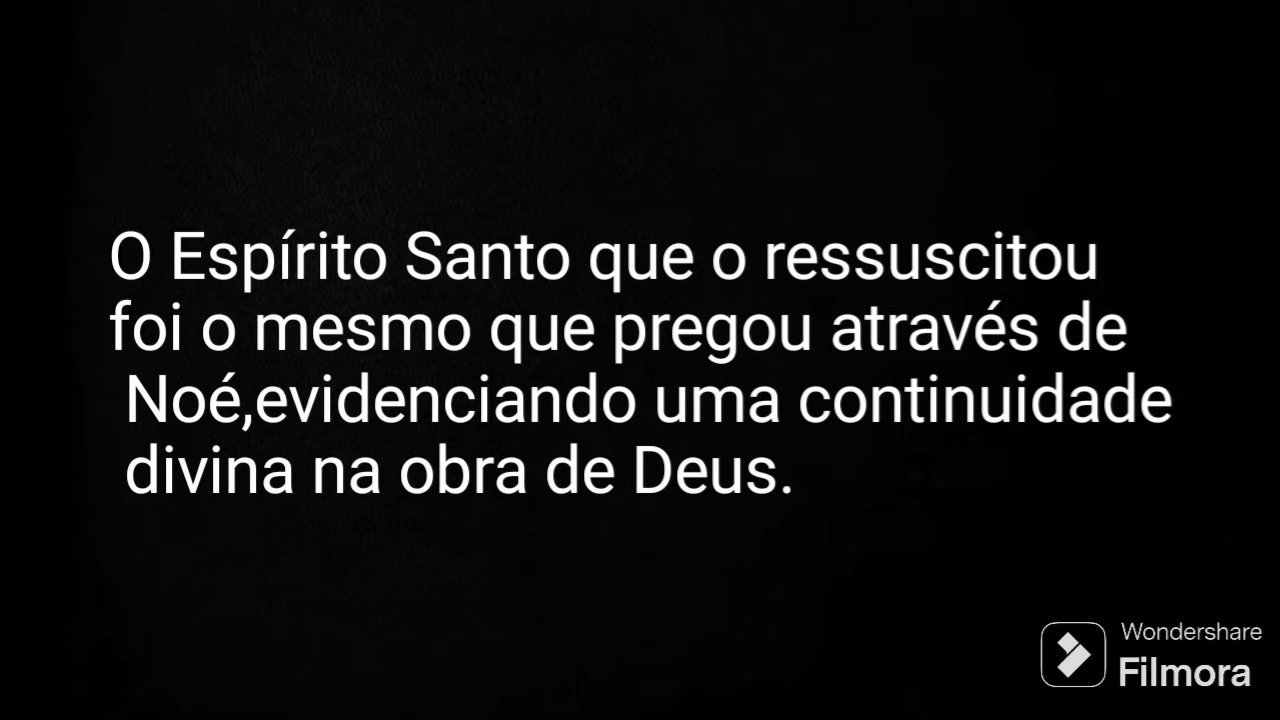 O Espírito Santo que o ressuscitou
foi o mesmo que pregou através de
Noé,evidenciando uma continuidade
divina na obra de Deus.
Wondershare
Filmora